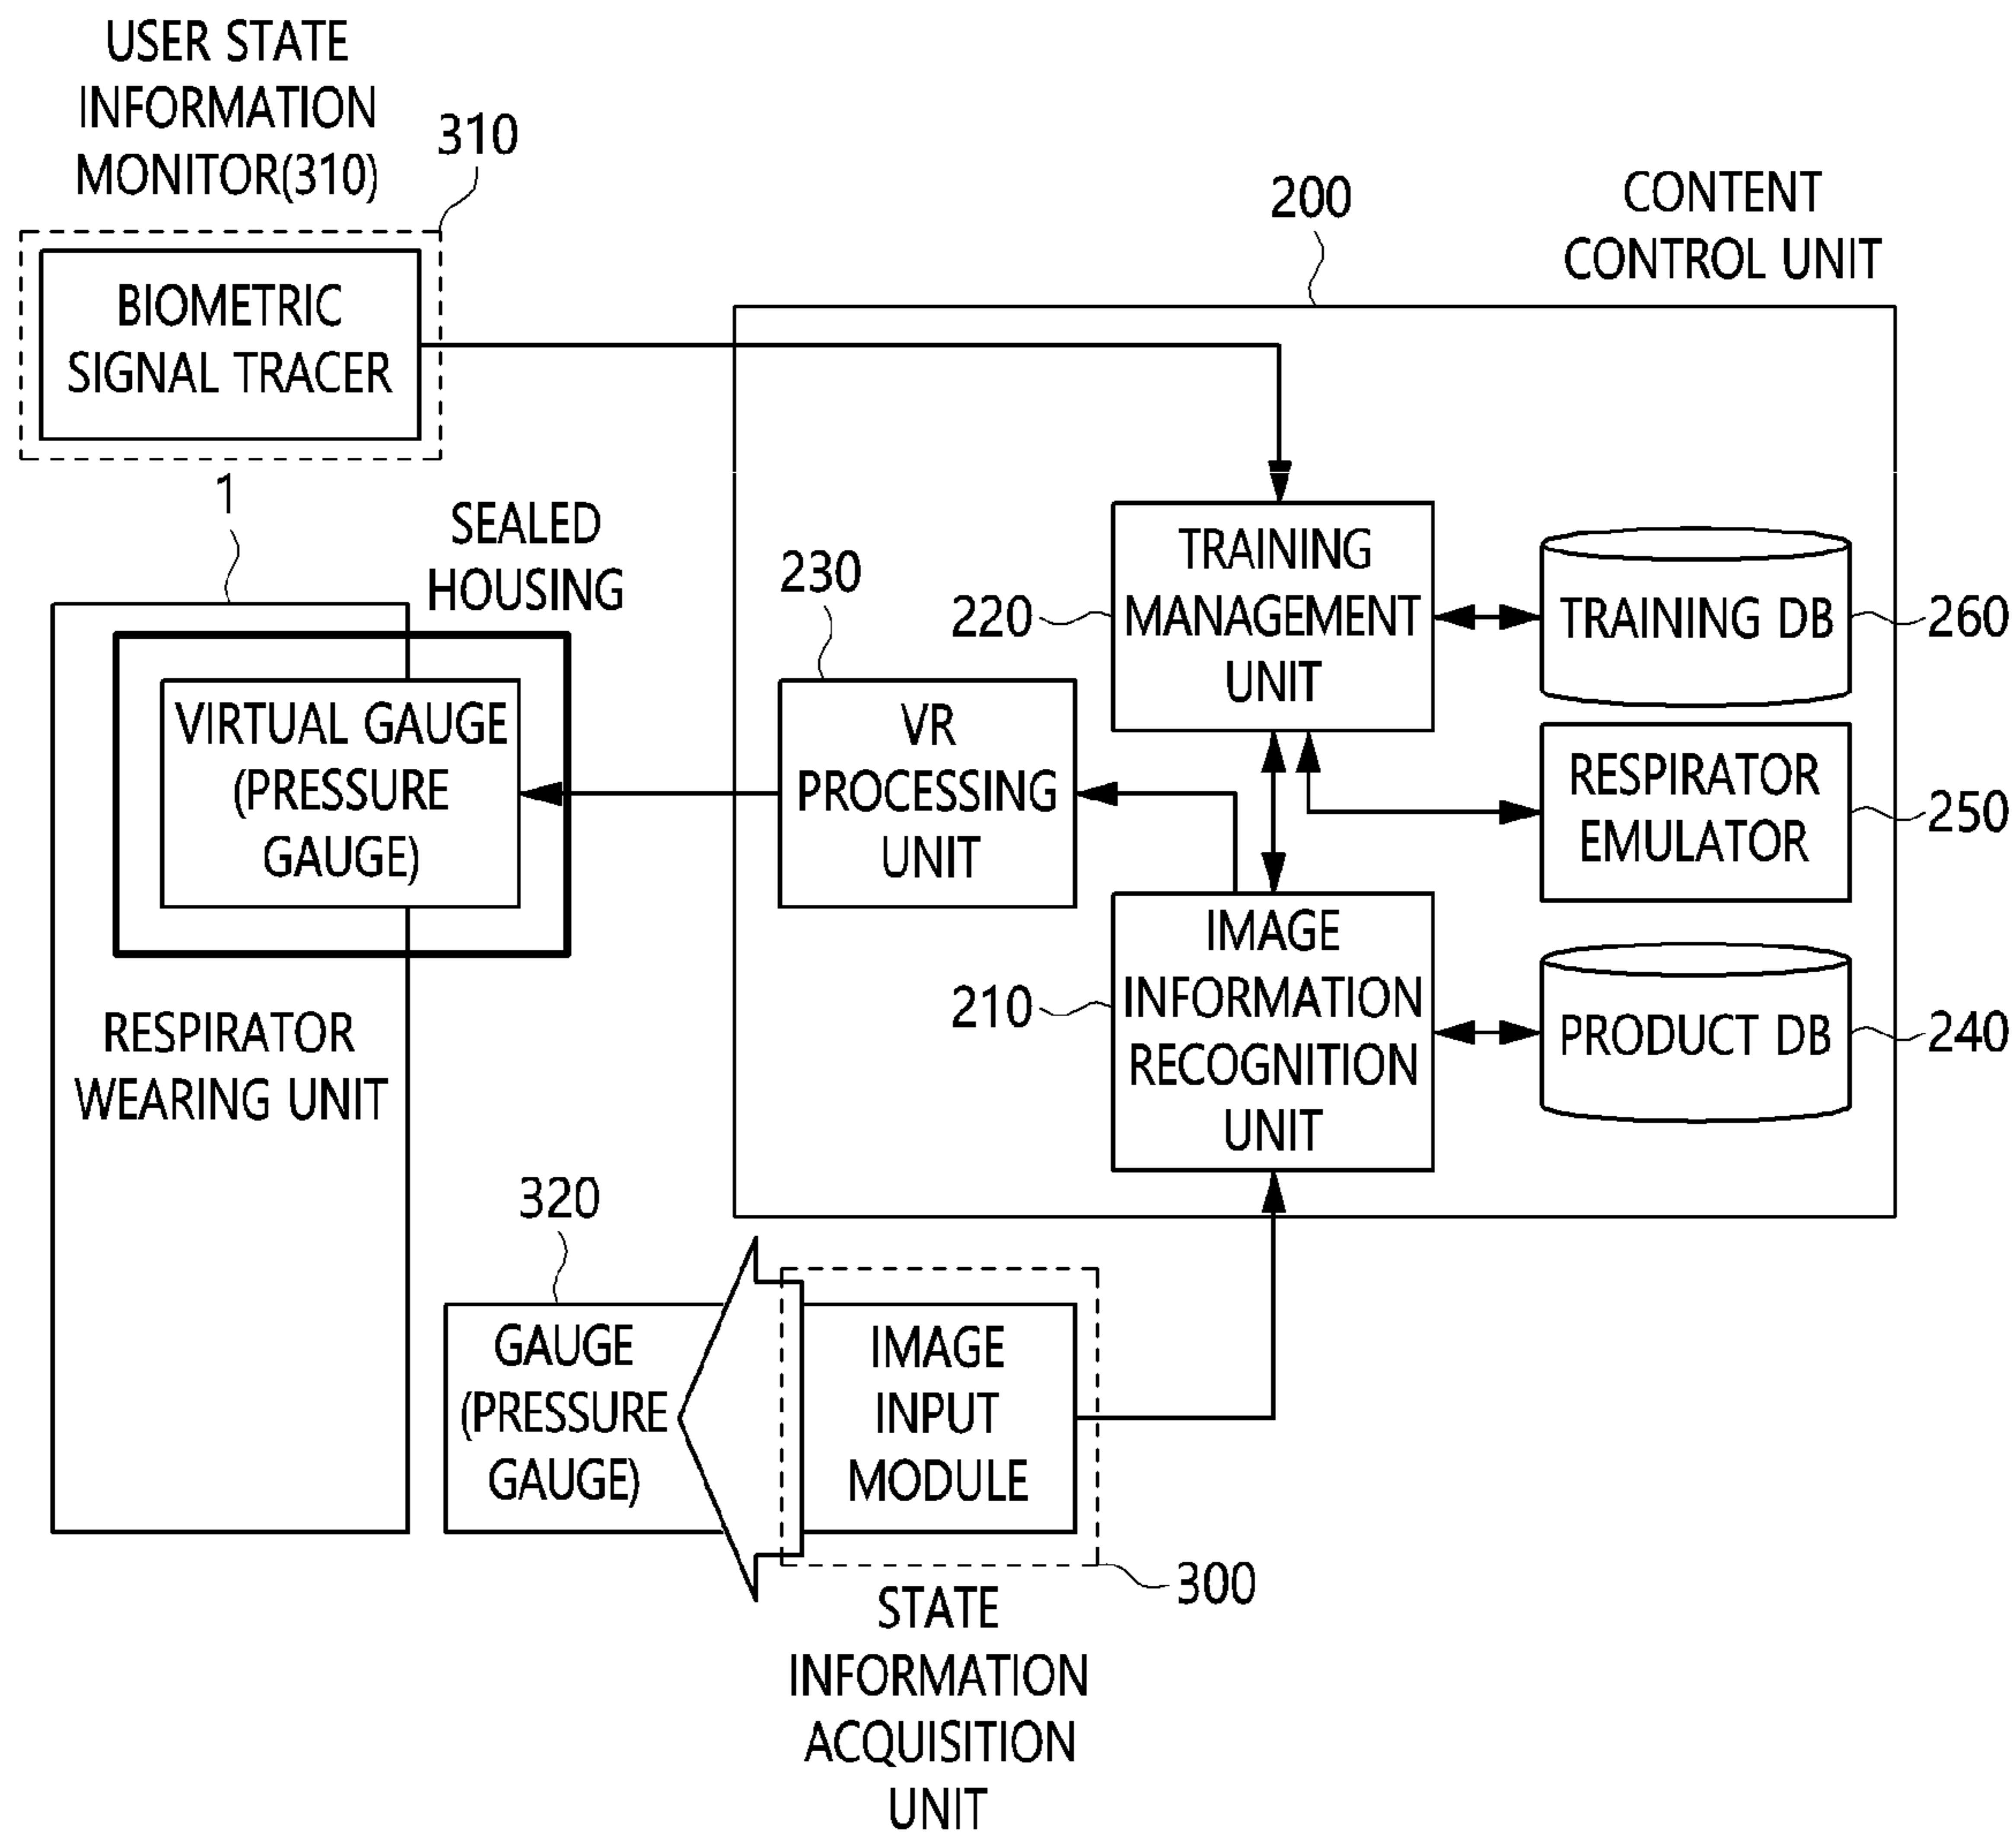 USER STATE
INFORMATION
MONITOR(310)
310
BIOMETRIC
SIGNAL TRACER
200
CONTENT
CONTROL UNIT
1
SEALED
HOUSING
VIRTUAL GAUGE
(PRESSURE
GAUGE)
RESPIRATOR
WEARING UNIT
230
VR
PROCESSING
UNIT
220
TRAINING
MANAGEMENT
UNIT
TRAINING DB
260
RESPIRATOR
EMULATOR
250
210
IMAGE
INFORMATION
RECOGNITION
UNIT
PRODUCT DB
240
320
GAUGE
(PRESSURE
GAUGE)
IMAGE
INPUT
MODULE
300
STATE
INFORMATION
ACQUISITION
UNIT